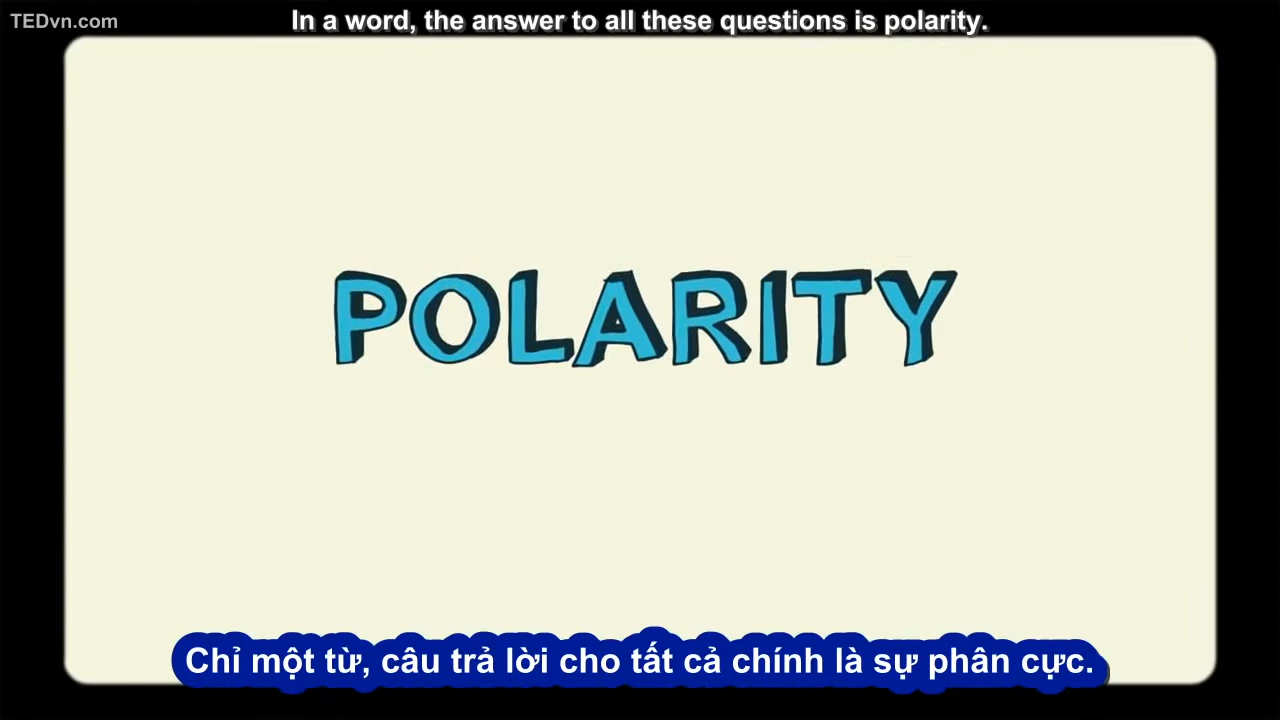 TEDvn.com
In a word, the answer to all these questions is polarity.
POLARITY
Chỉ một từ, câu trả lời cho tất cả chính là sự phân cực.